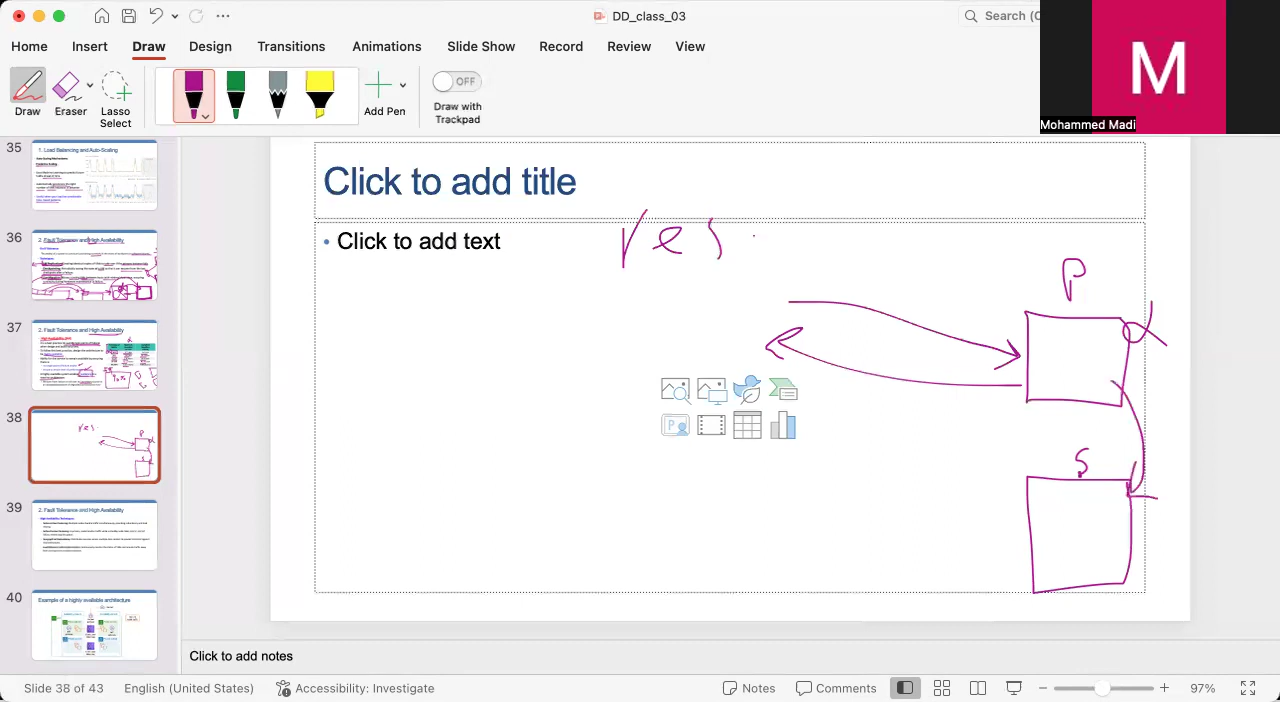 DD_class_03
Search (C
Home Insert Draw Design Transitions Animations Slide Show Record Review View
Draw
Eraser
Lasso
Select
Add Pen
OFF
Draw with
Trackpad
M
Mohammed Madi
35
1. Load Balancing and Auto-Scaling
36
2. Fault Tolerance and High Availability
37
2. Fault Tolerance and High Availability
38
39
2. Fault Tolerance and High Availability
40
Example of a highly available architecture
Click to add title
Click to add text
res.
P
S
Click to add notes
Slide 38 of 43 English (United States) Accessibility: Investigate Notes Comments 97%